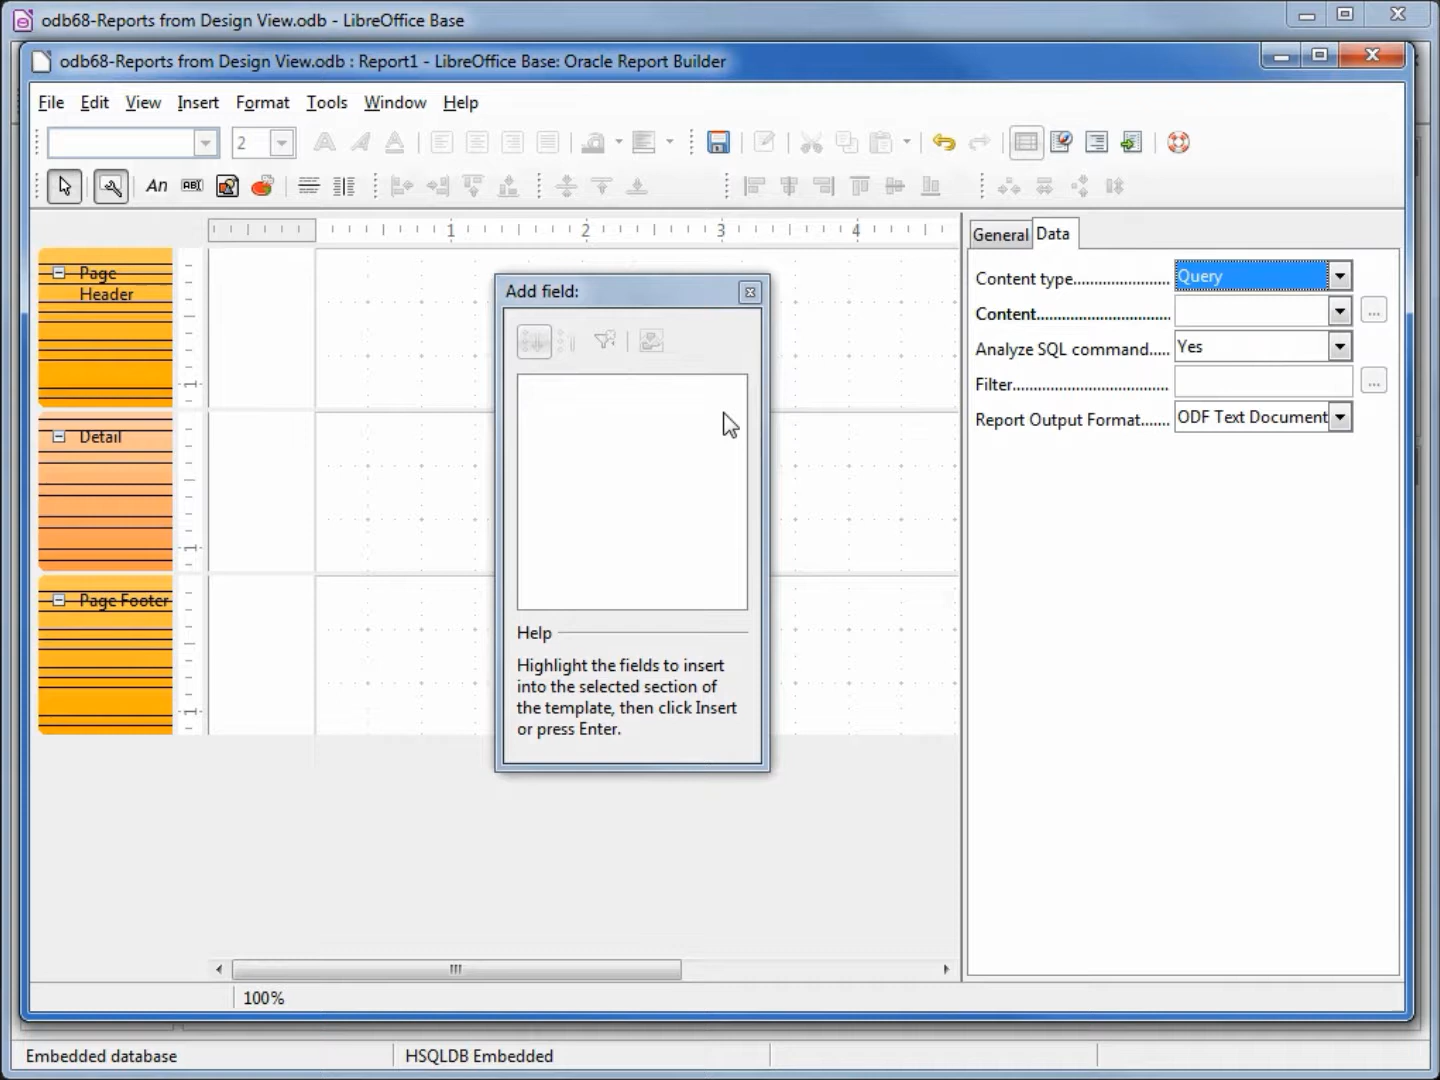 odb68-Reports from Design View.odb - LibreOffice Base
odb68-Reports from Design View.odb : Report1 - LibreOffice Base: Oracle Report Builder
File Edit View Insert Format Tools Window Help
2
An ABI
1 2 3 4
General Data
Page
Header
Add field:
Content type....................... Query
Content............................... ...
Analyze SQL command..... Yes
Filter..................................... ...
Report Output Format....... ODF Text Document
1
Detail
1
Page Footer
1
Help
Highlight the fields to insert
into the selected section of
the template, then click Insert
or press Enter.
100%
Embedded database HSQLDB Embedded